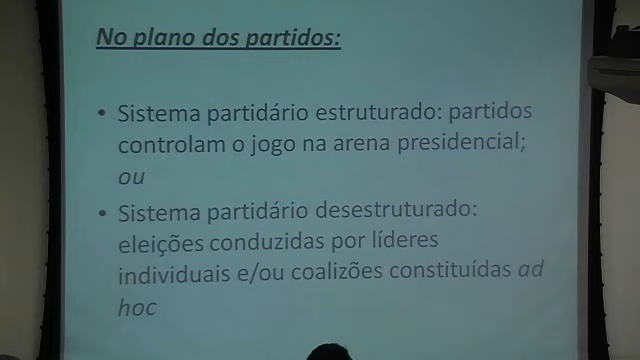 No plano dos partidos:
• Sistema partidário estruturado: partidos
controlam o jogo na arena presidencial;
ou
• Sistema partidário desestruturado:
eleições conduzidas por líderes
individuais e/ou coalizões constituídas ad
hoc